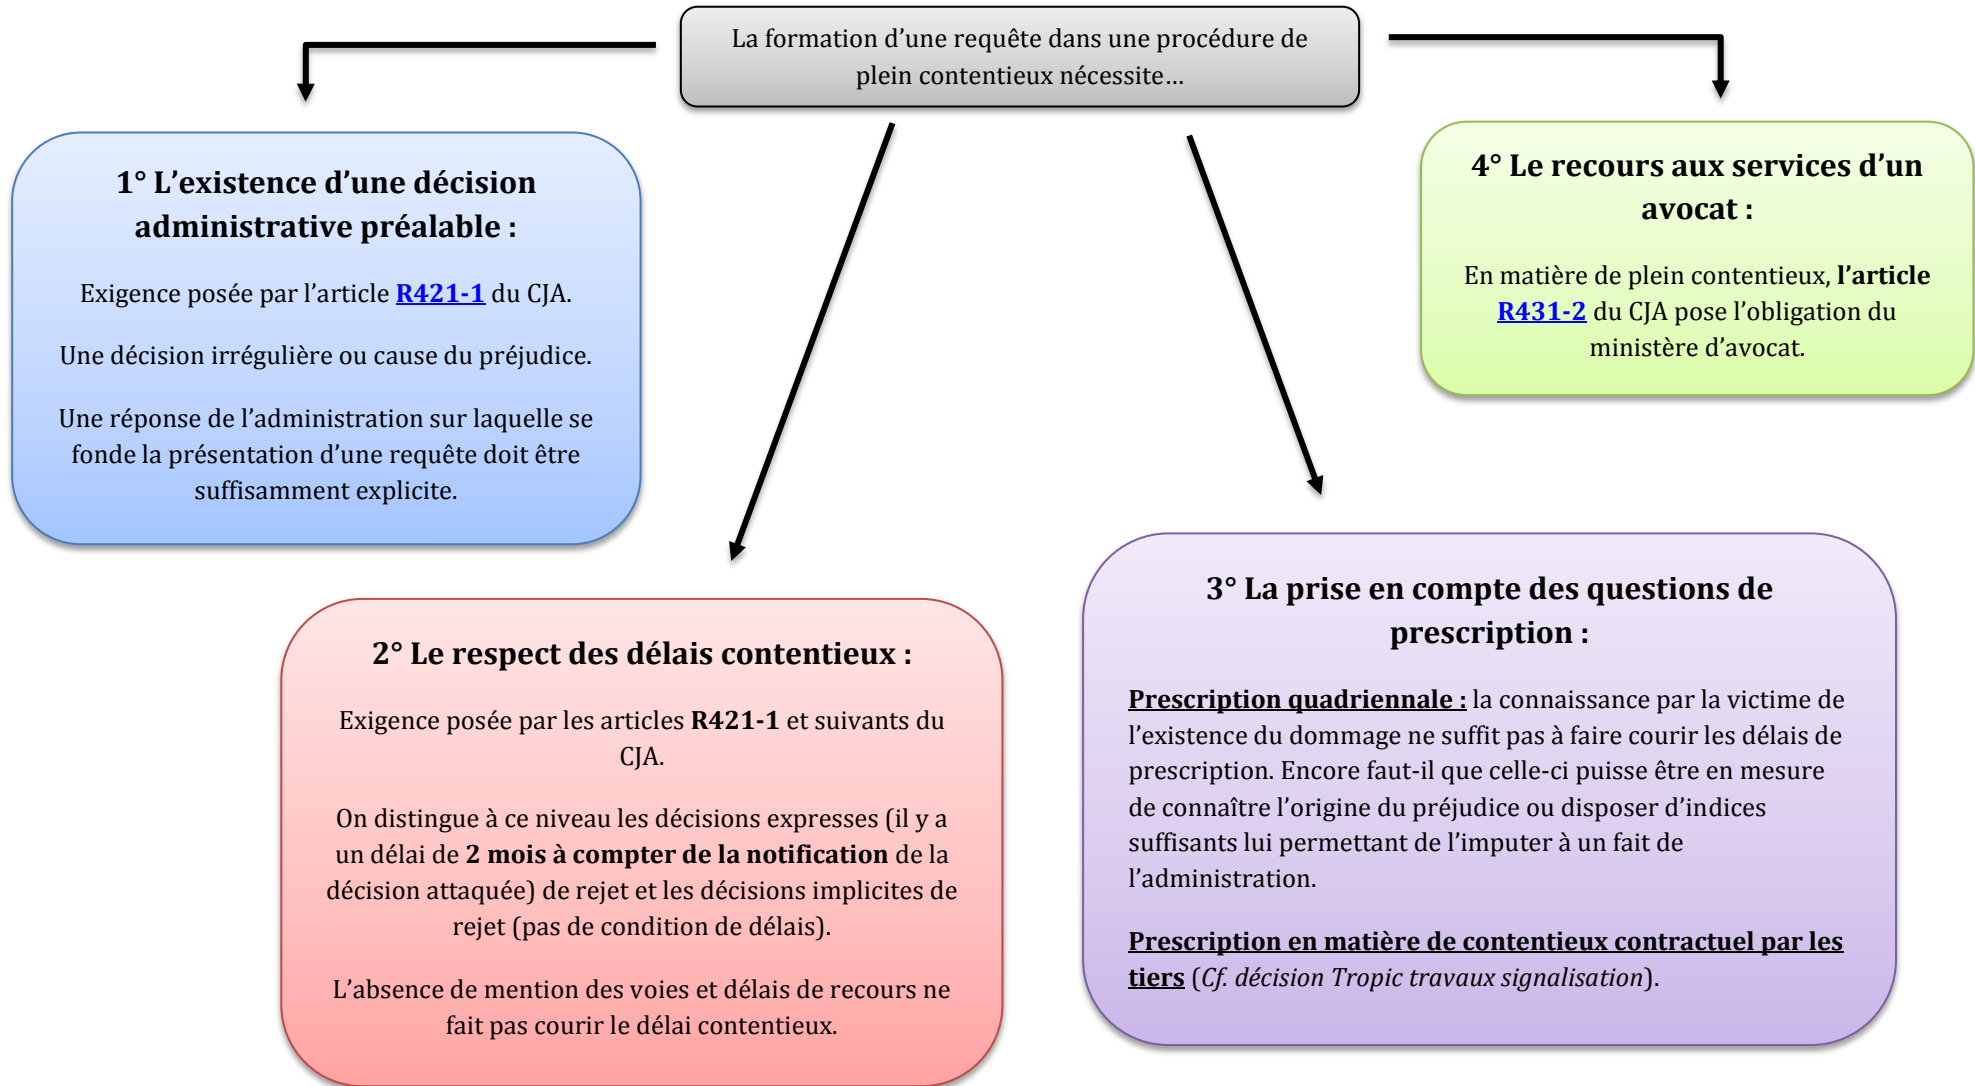 La formation d’une requête dans une procédure de
plein contentieux nécessite…
1° L’existence d’une décision
administrative préalable :
Exigence posée par l’article R421-1 du CJA.
Une décision irrégulière ou cause du préjudice.
Une réponse de l’administration sur laquelle se
fonde la présentation d’une requête doit être
suffisamment explicite.
2° Le respect des délais contentieux :
Exigence posée par les articles R421-1 et suivants du
CJA.
On distingue à ce niveau les décisions expresses (il y a
un délai de 2 mois à compter de la notification de la
décision attaquée) de rejet et les décisions implicites de
rejet (pas de condition de délais).
L’absence de mention des voies et délais de recours ne
fait pas courir le délai contentieux.
3° La prise en compte des questions de
prescription :
Prescription quadriennale : la connaissance par la victime de
l’existence du dommage ne suffit pas à faire courir les délais de
prescription. Encore faut-il que celle-ci puisse être en mesure
de connaître l’origine du préjudice ou disposer d’indices
suffisants lui permettant de l’imputer à un fait de
l’administration.
Prescription en matière de contentieux contractuel par les
tiers (Cf. décision Tropic travaux signalisation).
4° Le recours aux services d’un
avocat :
En matière de plein contentieux, l’article
R431-2 du CJA pose l’obligation du
ministère d’avocat.